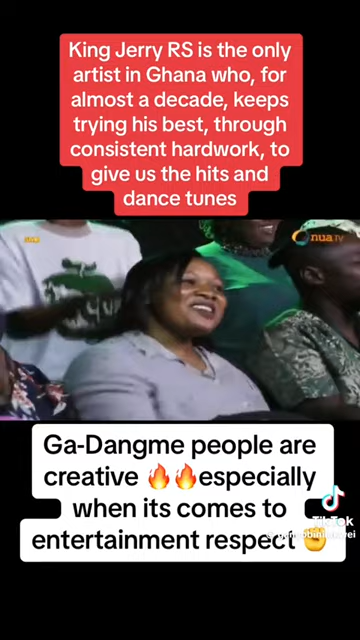 King Jerry RS is the only
artist in Ghana who, for
almost a decade, keeps
trying his best, through
consistent hardwork, to
give us the hits and
dance tunes
onua TV
Ga-Dangme people are
creative 🔥🔥especially
when its comes to
entertainment respect✊
TikTok